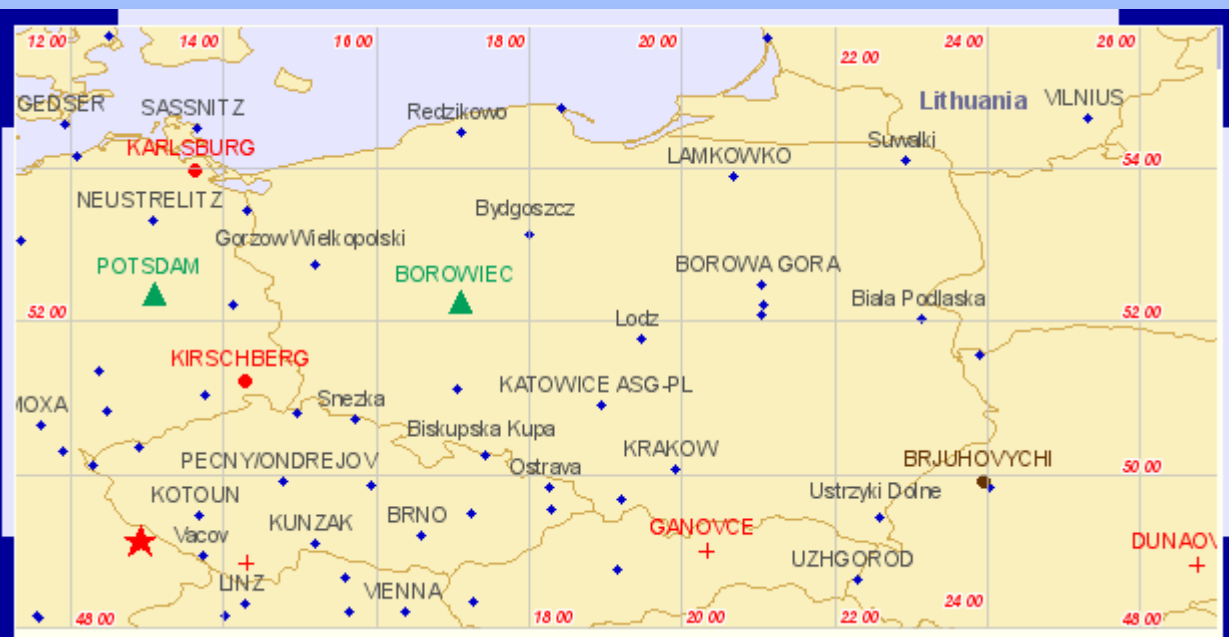 12 00
14 00
16 00
18 00
20 00
22 00
24 00
26 00
GEDSER
SASSNITZ
Redzikowo
Lithuania
VILNIUS
KARLSBURG
LAMKOWKO
Suwalki
54 00
NEUSTRELITZ
Bydgoszcz
Gorzow Wielkopolski
POTSDAM
BOROWIEC
BOROWA GORA
Biala Podlaska
52 00
Lodz
52 00
KIRSCHBERG
Snezka
KATOWICE ASG-PL
MOXA
Biskupska Kupa
KRAKOW
PECNY/ONDREJOV
Ostrava
BRJUHOVYCHI
50 00
KOTOUN
Ustrzyki Dolne
Vacov
KUNZAK
BRNO
GANOVCE
DUNAOV
LINZ
VIENNA
UZHGOROD
48 00
18 00
20 00
22 00
24 00
48 00